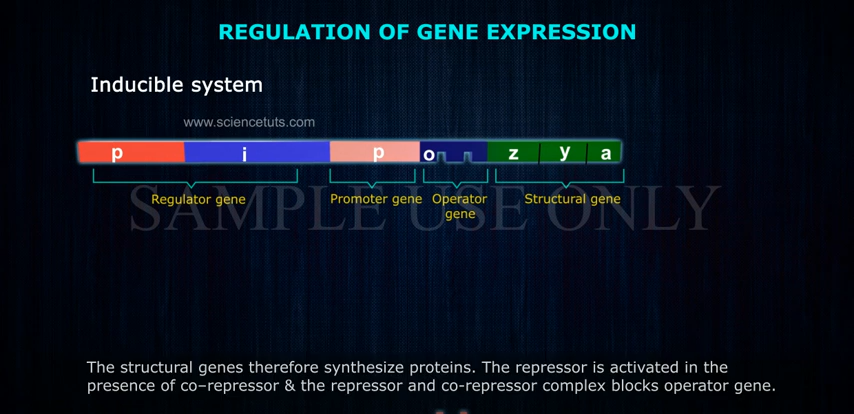 REGULATION OF GENE EXPRESSION
Inducible system
www.sciencetuts.com
p i p o z y a
Regulator gene Promoter gene Operator gene Structural gene
SAMPLE USE ONLY
The structural genes therefore synthesize proteins. The repressor is activated in the
presence of co–repressor & the repressor and co-repressor complex blocks operator gene.